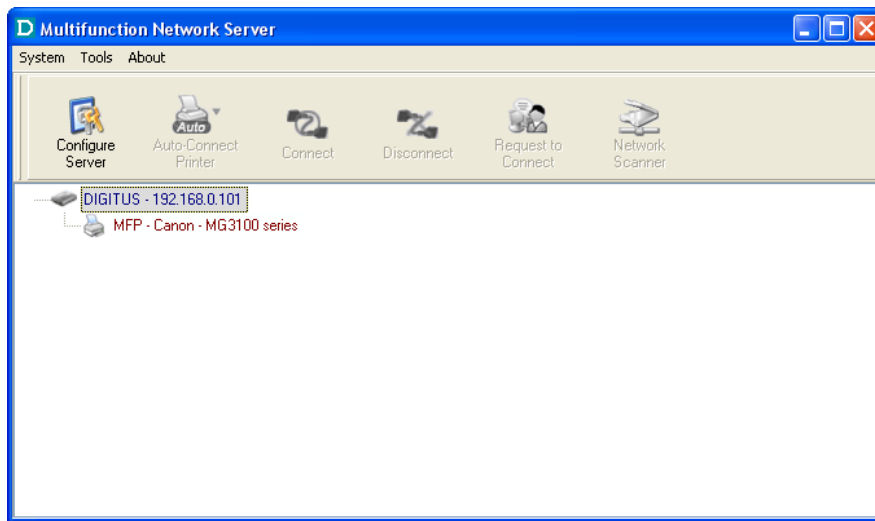 D Multifunction Network Server
System Tools About
Auto
Configure
Server
Auto-Connect
Printer
Connect
Disconnect
Request to
Connect
Network
Scanner
DIGITUS - 192.168.0.101
MFP - Canon - MG3100 series